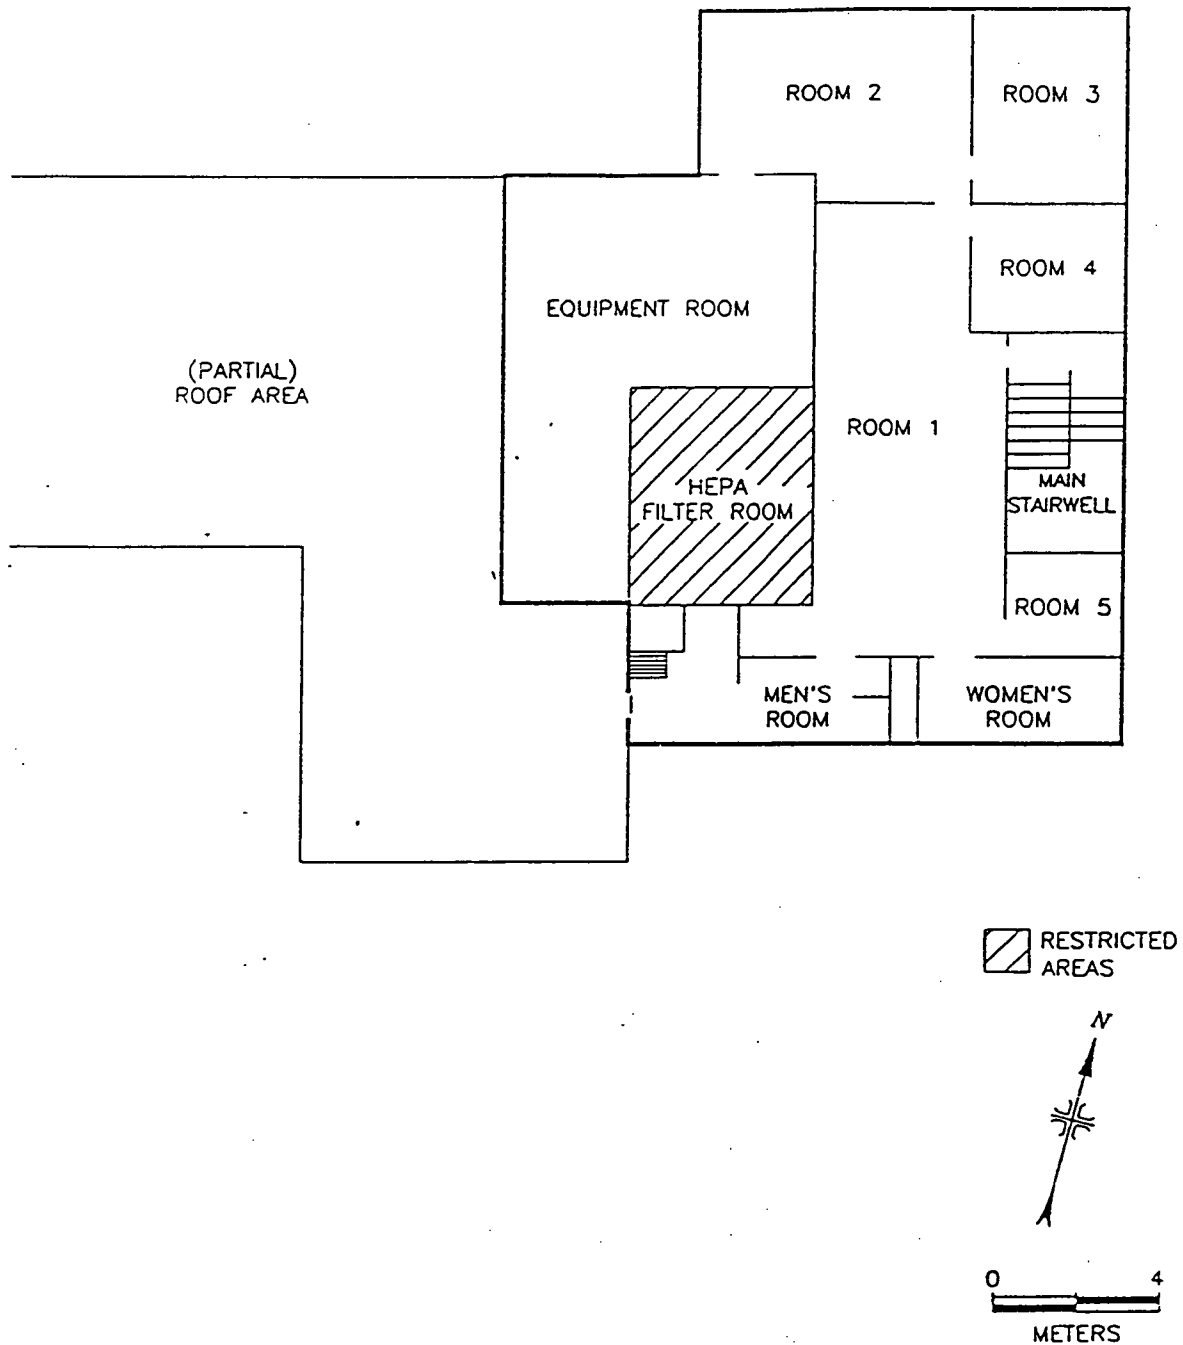 ROOM 2
ROOM 3
ROOM 4
EQUIPMENT ROOM
(PARTIAL)
ROOF AREA
ROOM 1
HEPA
FILTER ROOM
MAIN
STAIRWELL
ROOM 5
MEN'S
ROOM
WOMEN'S
ROOM
RESTRICTED
AREAS
N
0 4
METERS